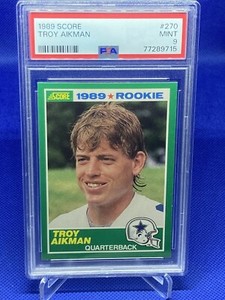 1989 SCORE #270
TROY AIKMAN MINT
9
PSA 77289715
SCORE 1989 ★ ROOKIE
TROY
AIKMAN
QUARTERBACK